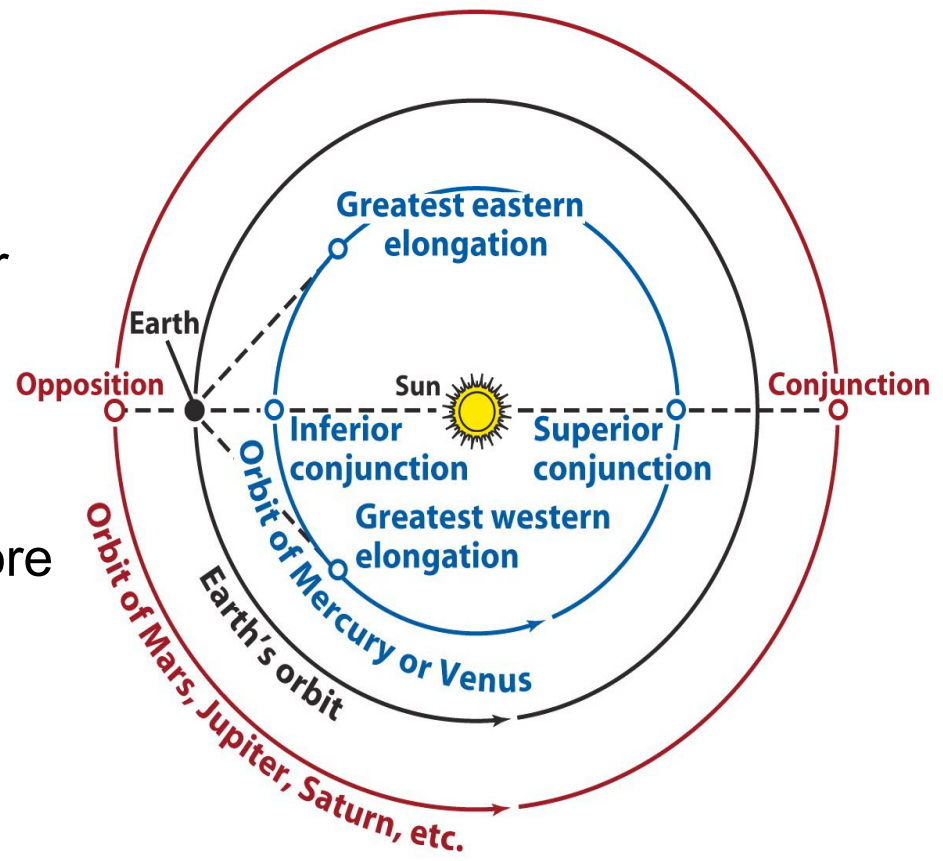 Greatest eastern
elongation
r
Earth
Opposition
Sun
Conjunction
Inferior
conjunction
Superior
conjunction
Greatest western
elongation
ore
Orbit of Mercury or Venus
Earth's orbit
Orbit of Mars, Jupiter, Saturn, etc.